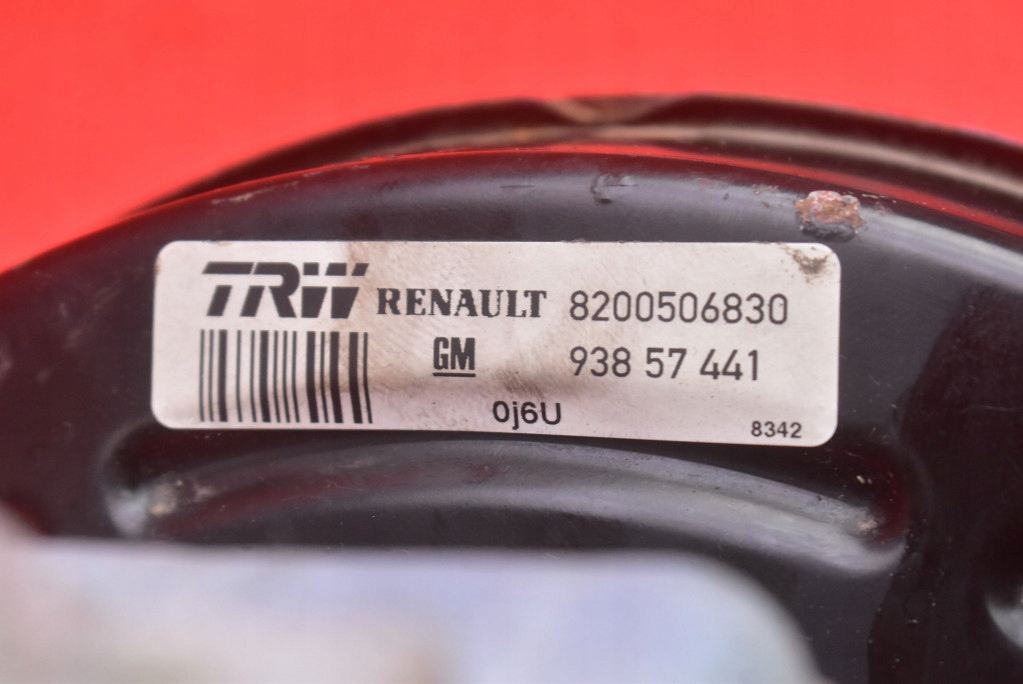 TRW RENAULT 8200506830
GM 938 57 441
0j6U
8342